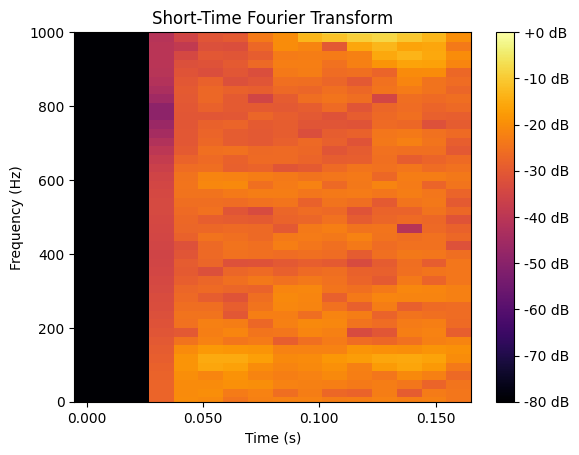 Short-Time Fourier Transform
Frequency (Hz)
1000
800
600
400
200
0
0.000
0.050
0.100
0.150
Time (s)
+0 dB
-10 dB
-20 dB
-30 dB
-40 dB
-50 dB
-60 dB
-70 dB
-80 dB